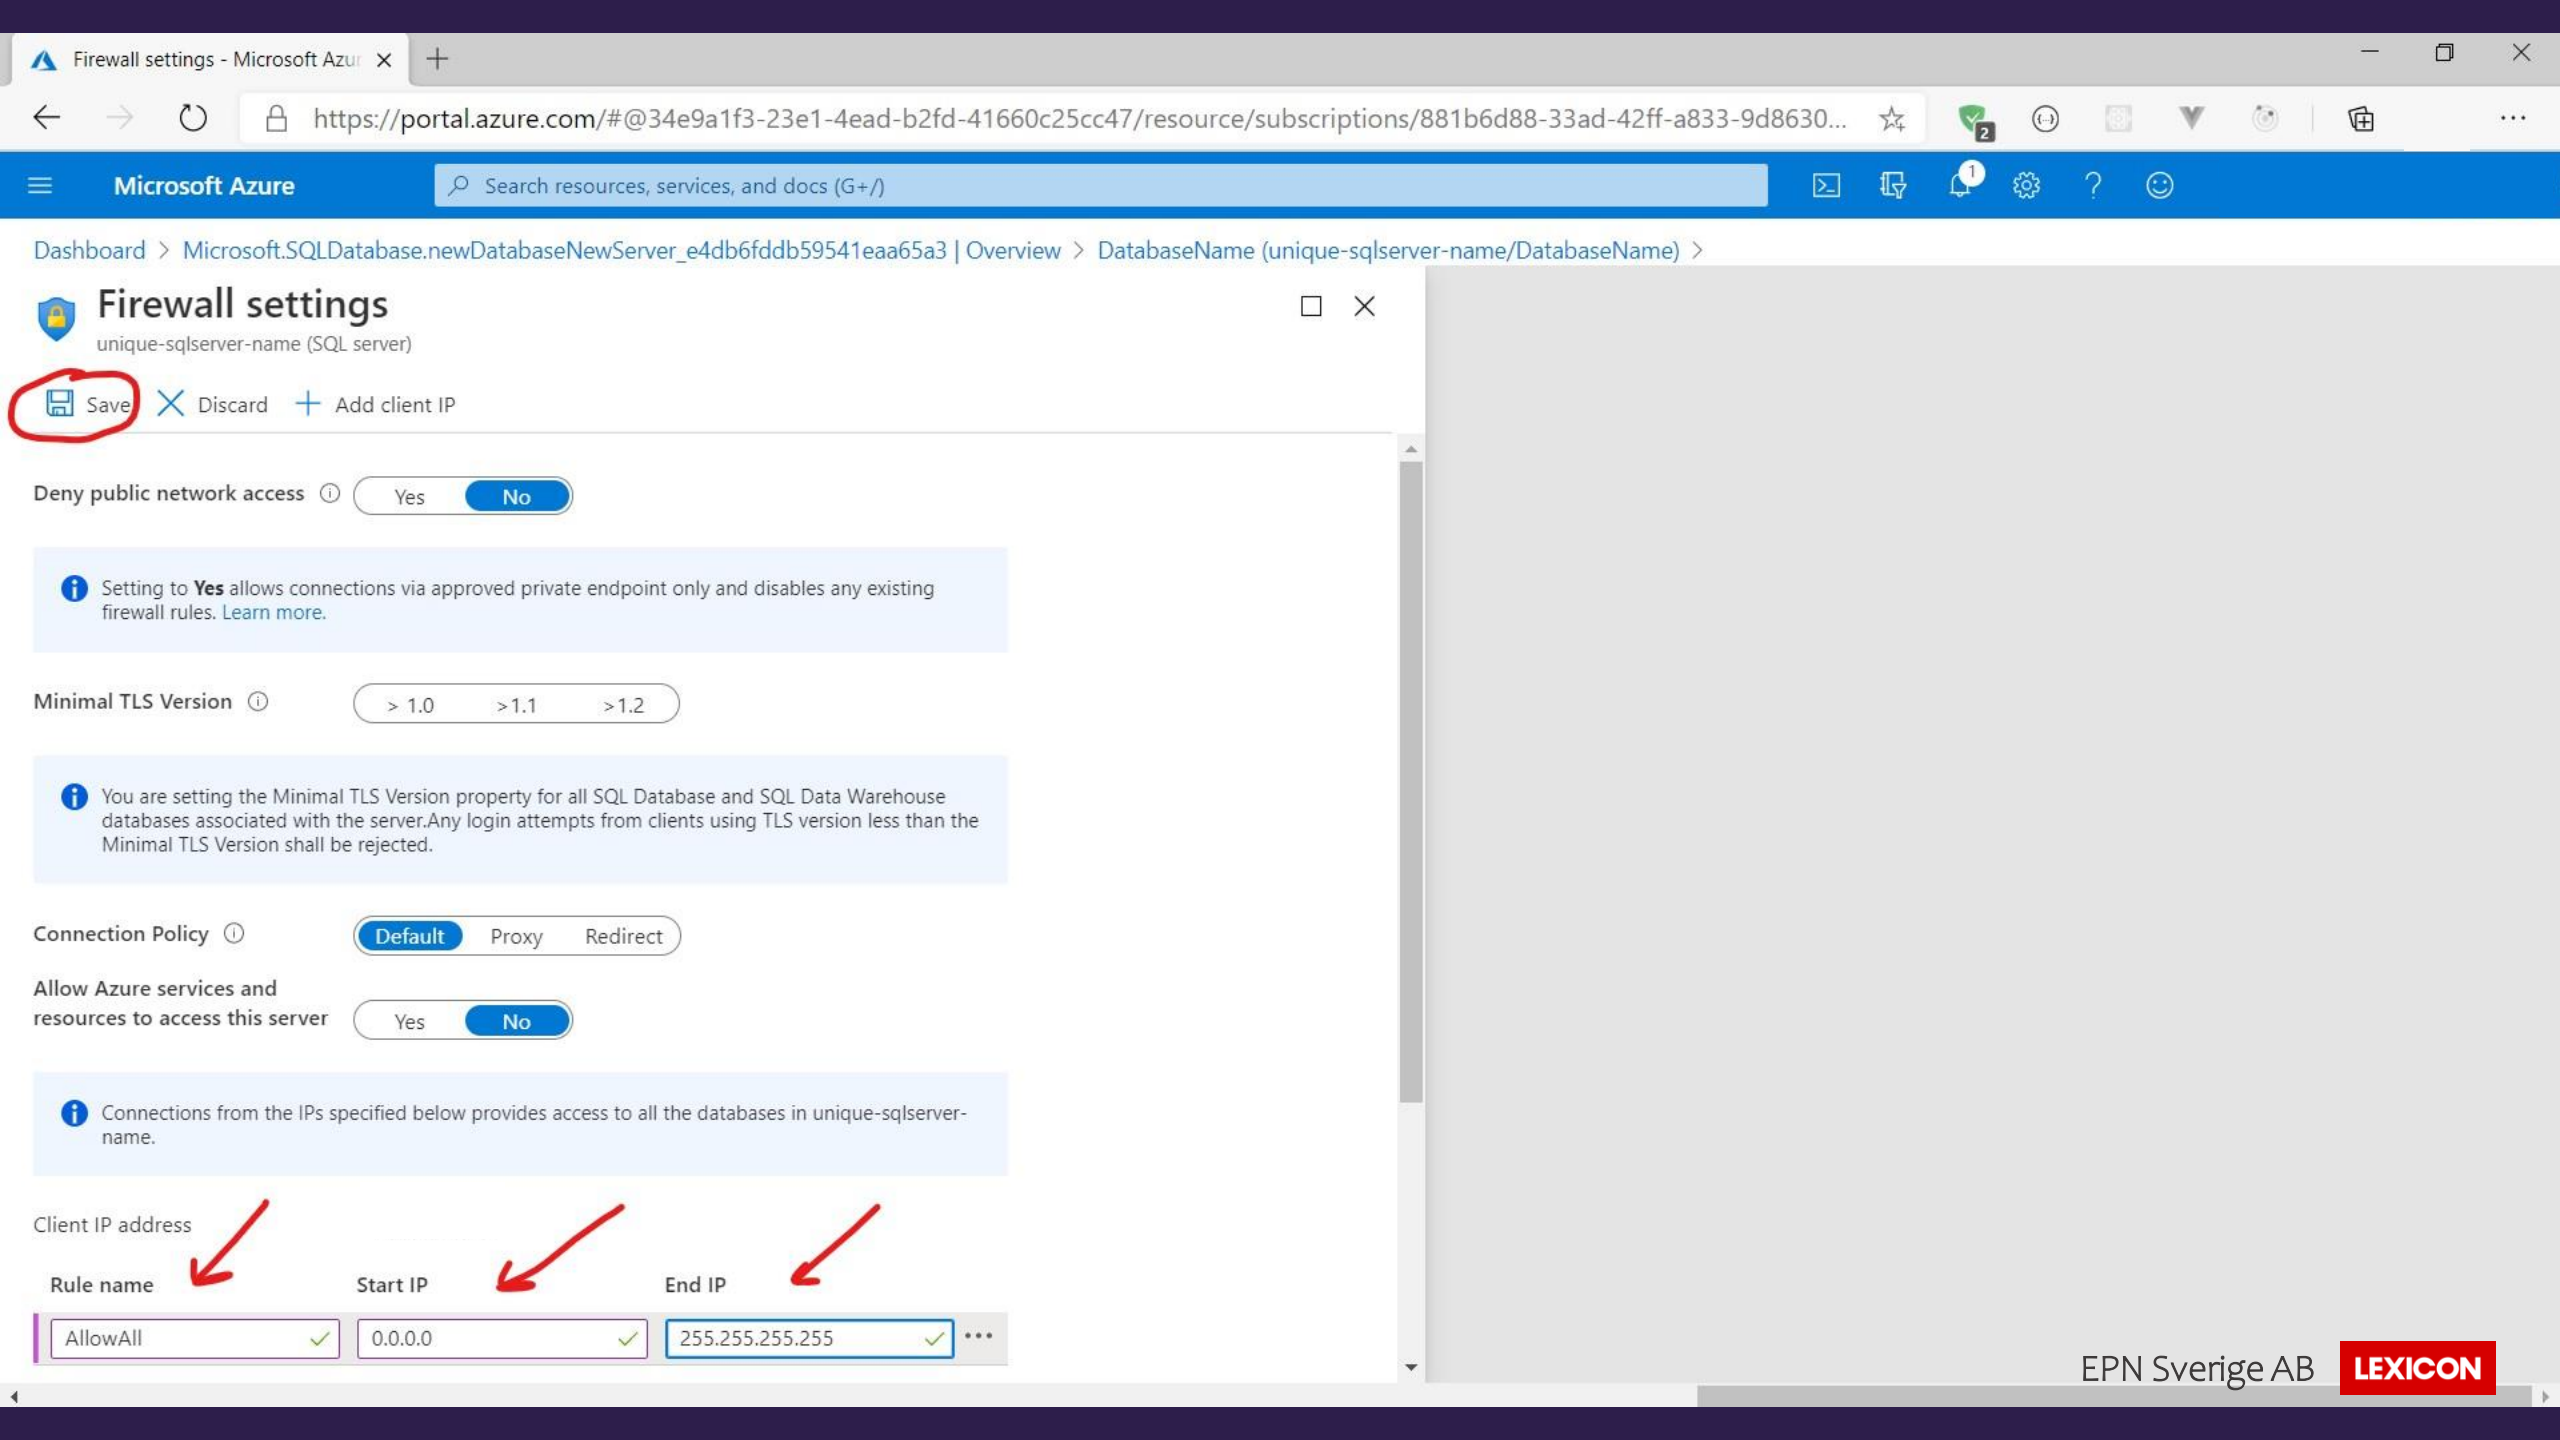 Firewall settings - Microsoft Azur
https://portal.azure.com/#@34e9a1f3-23e1-4ead-b2fd-41660c25cc47/resource/subscriptions/881b6d88-33ad-42ff-a833-9d8630...
2
Microsoft Azure
Search resources, services, and docs (G+/)
1
Dashboard > Microsoft.SQLDatabase.newDatabaseNewServer_e4db6fddb59541eaa65a3 | Overview > DatabaseName (unique-sqlserver-name/DatabaseName) >
Firewall settings
unique-sqlserver-name (SQL server)
Save
Discard
Add client IP
Deny public network access
Yes No
Setting to Yes allows connections via approved private endpoint only and disables any existing
firewall rules. Learn more.
Minimal TLS Version
> 1.0 >1.1 >1.2
You are setting the Minimal TLS Version property for all SQL Database and SQL Data Warehouse
databases associated with the server.Any login attempts from clients using TLS version less than the
Minimal TLS Version shall be rejected.
Connection Policy
Default Proxy Redirect
Allow Azure services and
resources to access this server
Yes No
Connections from the IPs specified below provides access to all the databases in unique-sqlserver-
name.
Client IP address
Rule name Start IP End IP
AllowAll 0.0.0.0 255.255.255.255
EPN Sverige AB
LEXICON